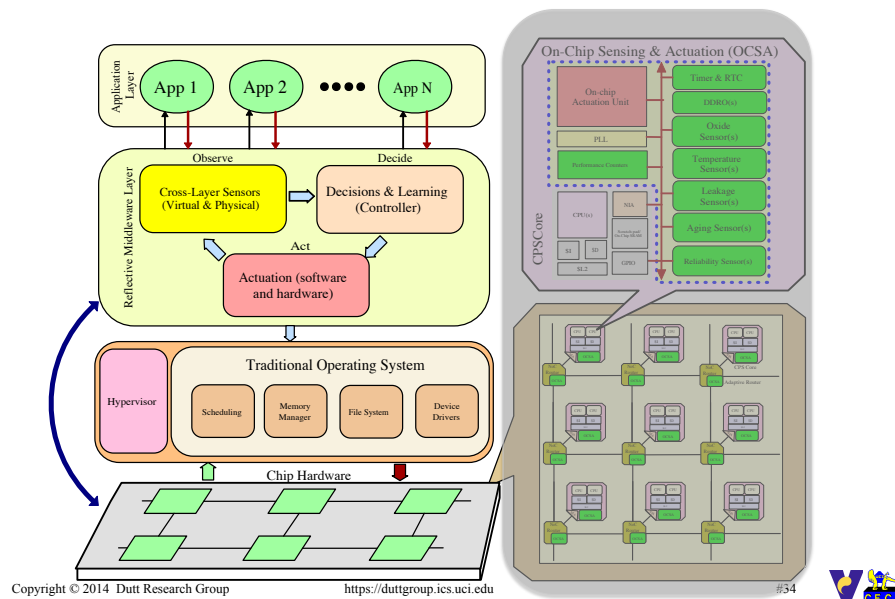 Application
Layer
App 1
App 2
App N
Observe
Decide
Reflective Middleware Layer
Cross-Layer Sensors
(Virtual & Physical)
Decisions & Learning
(Controller)
Act
Actuation (software
and hardware)
Hypervisor
Traditional Operating System
Scheduling
Memory
Manager
File System
Device
Drivers
Chip Hardware
On-Chip Sensing & Actuation (OCSA)
On-chip
Actuation Unit
PLL
Performance Counters
Timer & RTC
DDRO(s)
Oxide
Sensor(s)
Temperature
Sensor(s)
Leakage
Sensor(s)
Aging Sensor(s)
Reliability Sensor(s)
CPSCore
CPU(s)
NIA
GPIO
CPS Core
Adaptive Router
Copyright © 2014 Dutt Research Group
https://duttgroup.ics.uci.edu
#34